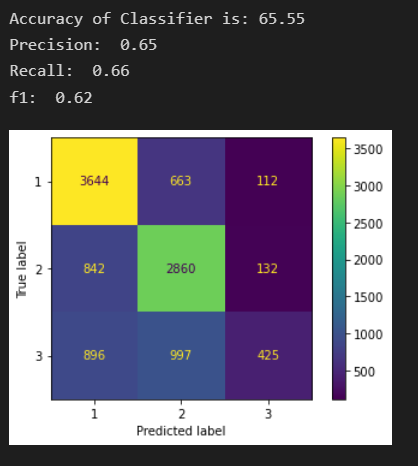 Accuracy of Classifier is: 65.55
Precision:  0.65
Recall:  0.66
f1:  0.62
1 3644 663 112
2 842 2860 132
3 896 997 425
1 2 3
Predicted label
True label
3500
3000
2500
2000
1500
1000
500